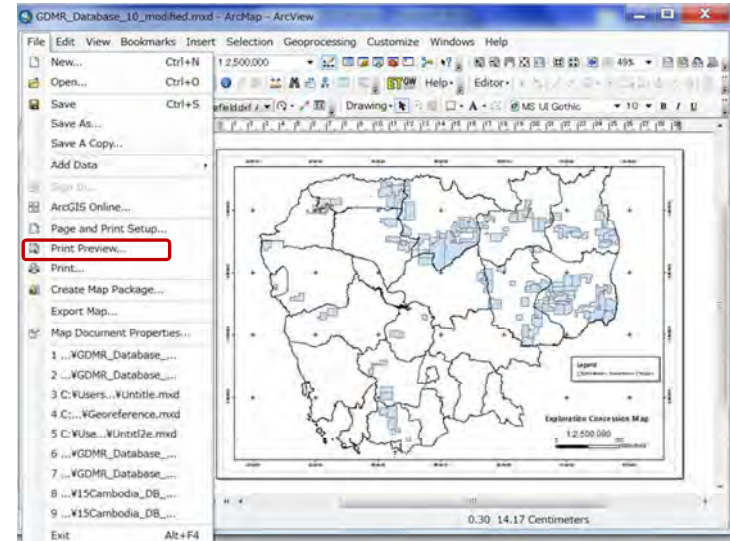 GDMR_Database_10_modified.mxd - ArcMap - ArcView
File Edit View Bookmarks Insert Selection Geoprocessing Customize Windows Help
New... Ctrl+N
1:2,500,000
49%
Open... Ctrl+O
Help
Editor
Save Ctrl+S
Drawing
A
MS UI Gothic
10
B I U
Save As...
Save A Copy...
Add Data
Sign In...
ArcGIS Online...
Page and Print Setup...
Print Preview...
Print...
Create Map Package...
Export Map...
Map Document Properties...
1 ...¥GDMR_Database_...
2 ...¥GDMR_Database_...
3 C:¥Users...¥Untitle.mxd
4 C:...¥Georeference.mxd
5 C:¥Use...¥Untitl2e.mxd
6 ...¥GDMR_Database_...
7 ...¥GDMR_Database_...
8 ...¥15Cambodia_DB_...
9 ...¥15Cambodia_DB_...
Exit Alt+F4
Legend
Exploration Concession Map
1:2,500,000
0.30 14.17 Centimeters